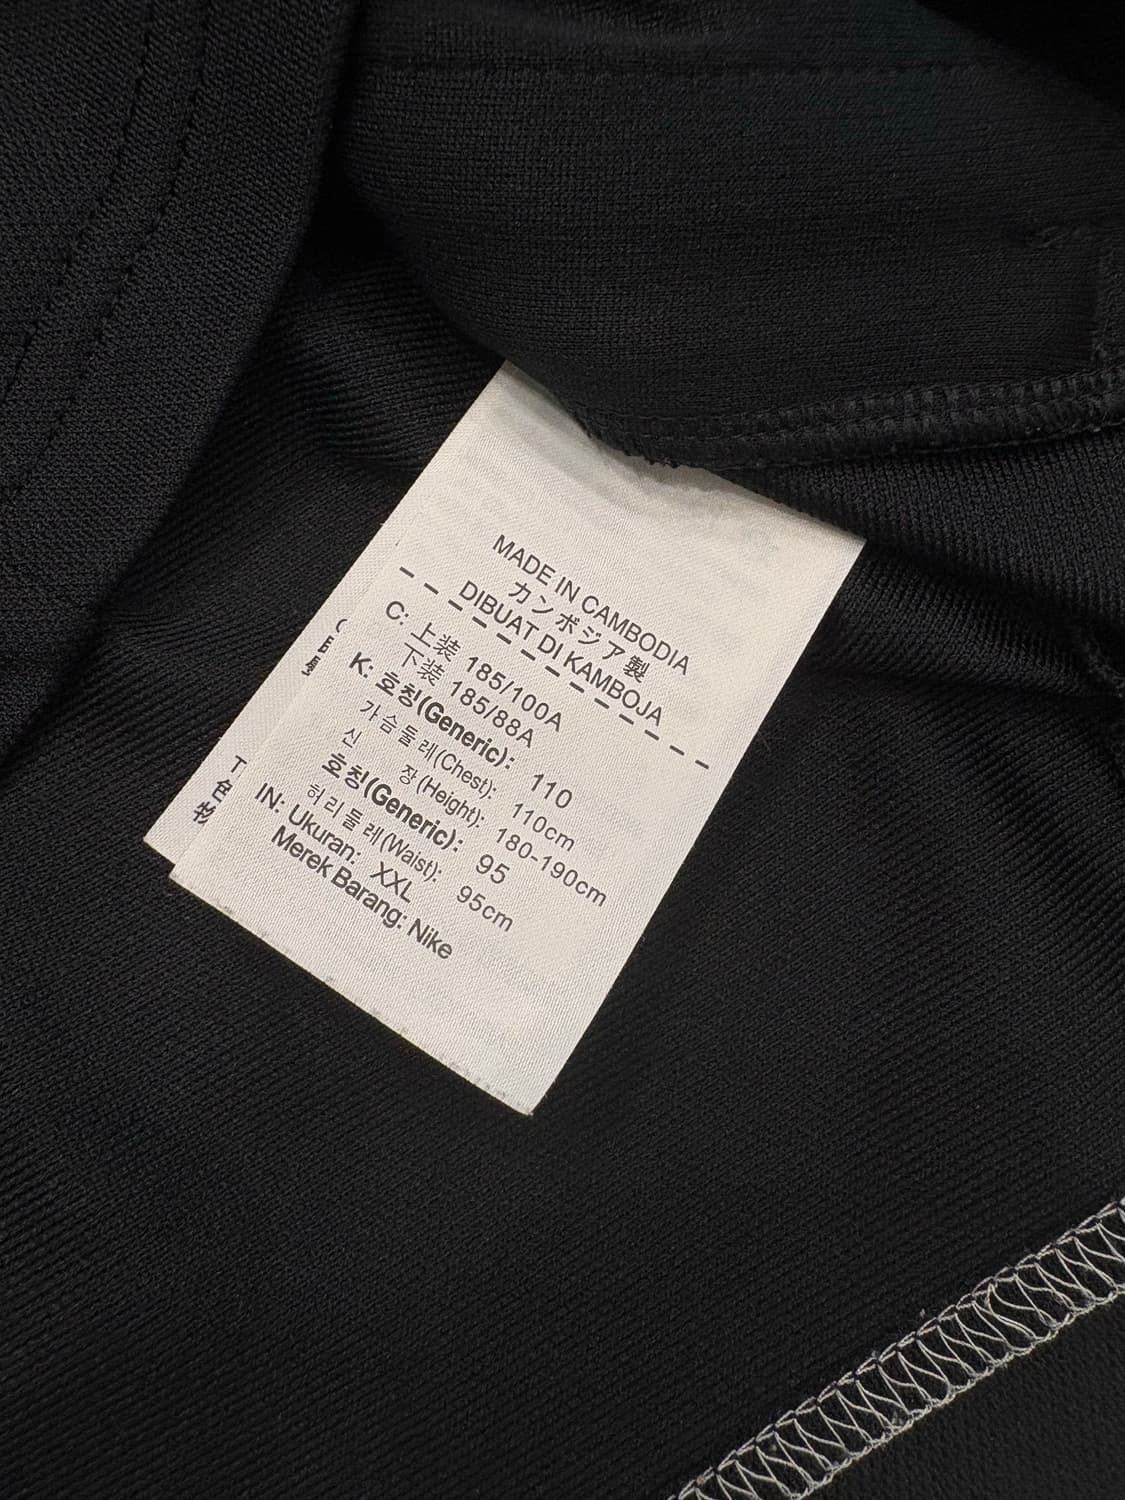 MADE IN CAMBODIA
カンボジア製
DIBUAT DI KAMBOJA
C: 上装 185/100A
下装 185/88A
K: 호칭(Generic): 110
가슴둘레(Chest): 110cm
신 장(Height): 180-190cm
호칭(Generic): 95
허리둘레(Waist): 95cm
IN: Ukuran: XXL
Merek Barang: Nike
T
色
物